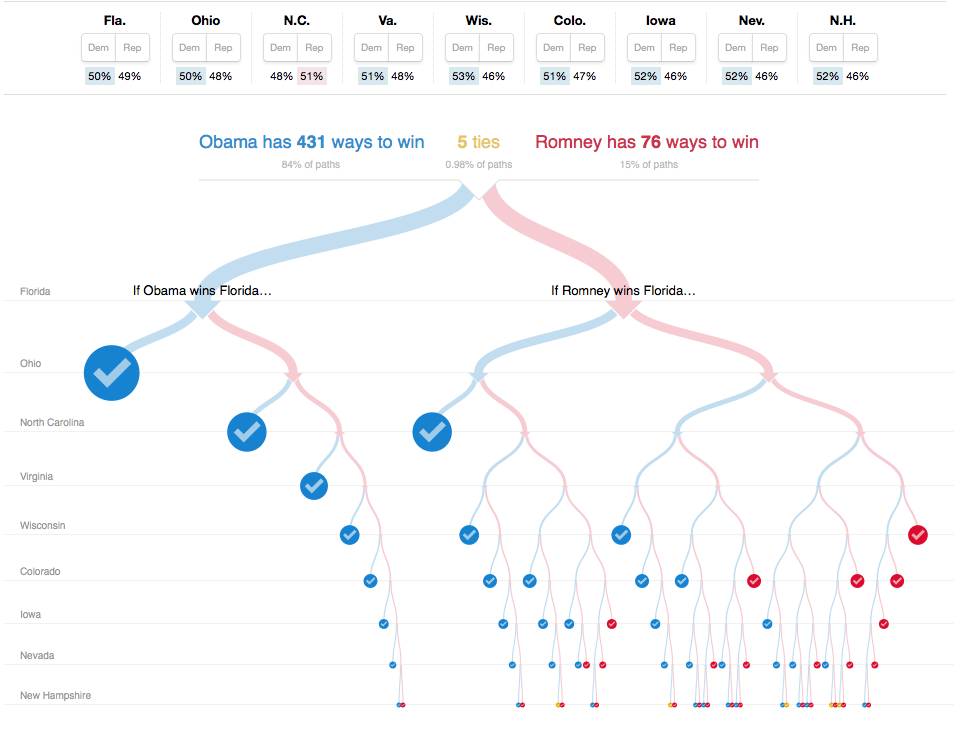 Fla. Ohio N.C. Va. Wis. Colo. Iowa Nev. N.H.
Dem Rep Dem Rep Dem Rep Dem Rep Dem Rep Dem Rep Dem Rep Dem Rep Dem Rep
50% 49% 50% 48% 48% 51% 51% 48% 53% 46% 51% 47% 52% 46% 52% 46% 52% 46%
Obama has 431 ways to win 5 ties Romney has 76 ways to win
84% of paths 0.98% of paths 15% of paths
Florida If Obama wins Florida... If Romney wins Florida...
Ohio
North Carolina
Virginia
Wisconsin
Colorado
Iowa
Nevada
New Hampshire